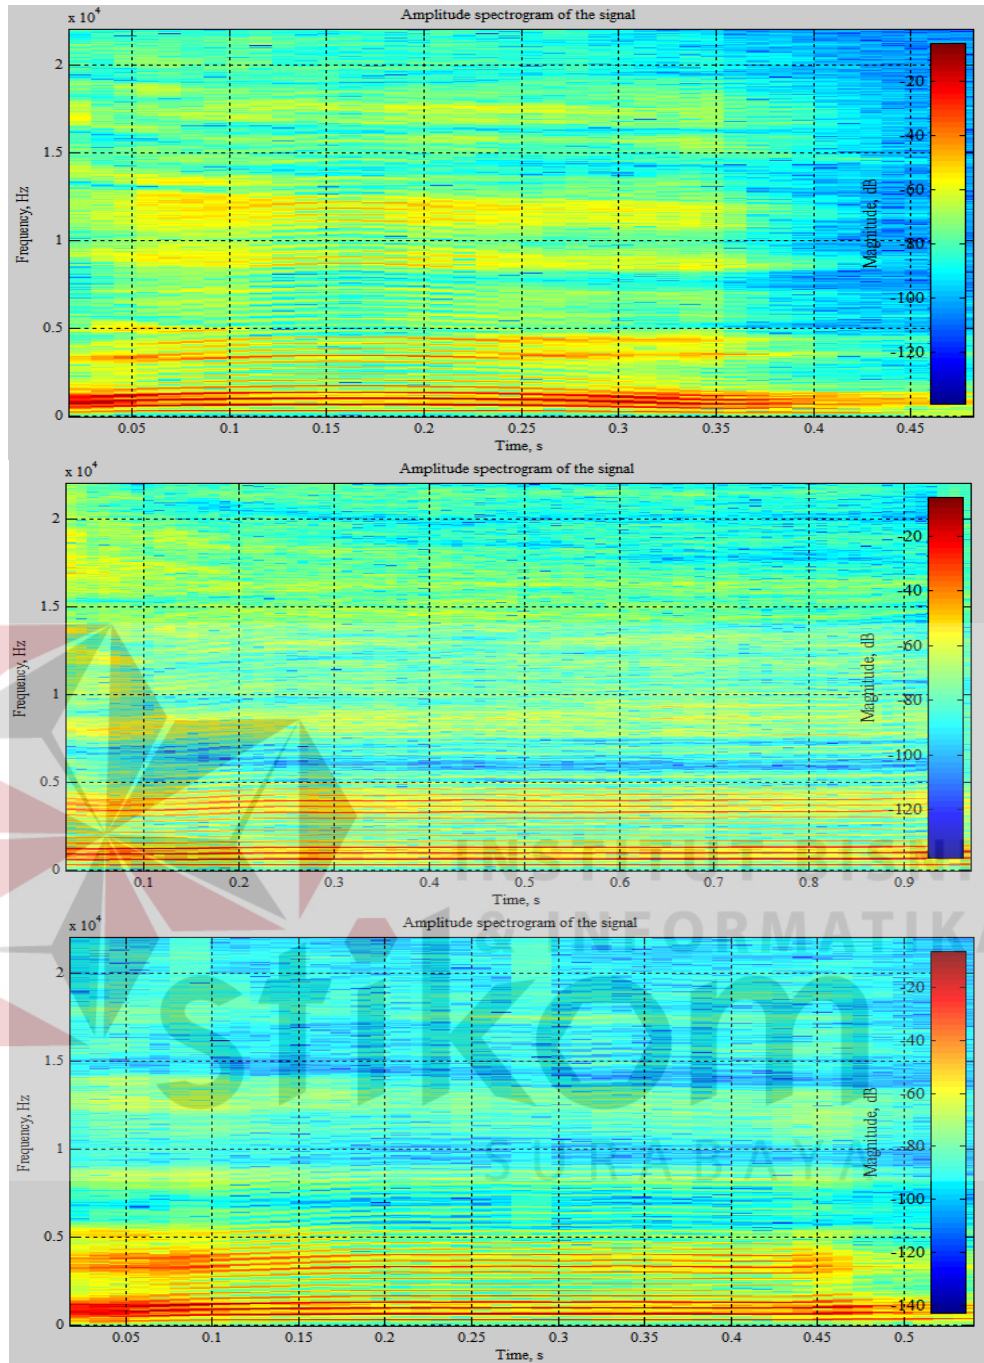 Amplitude spectrogram of the signal
x 10^4
2
1.5
1
0.5
0
Frequency, Hz
0.05 0.1 0.15 0.2 0.25 0.3 0.35 0.4 0.45
Time, s
-20
-40
-60
-80
-100
-120
Magnitude, dB
Amplitude spectrogram of the signal
x 10^4
2
1.5
1
0.5
0
Frequency, Hz
0.1 0.2 0.3 0.4 0.5 0.6 0.7 0.8 0.9
Time, s
-20
-40
-60
-80
-100
-120
Magnitude, dB
INSTITUT BISNI
& INFORMATIKA
stikom
SURABAYA
Amplitude spectrogram of the signal
x 10^4
2
1.5
1
0.5
0
Frequency, Hz
0.05 0.1 0.15 0.2 0.25 0.3 0.35 0.4 0.45 0.5
Time, s
-20
-40
-60
-80
-100
-120
-140
Magnitude, dB